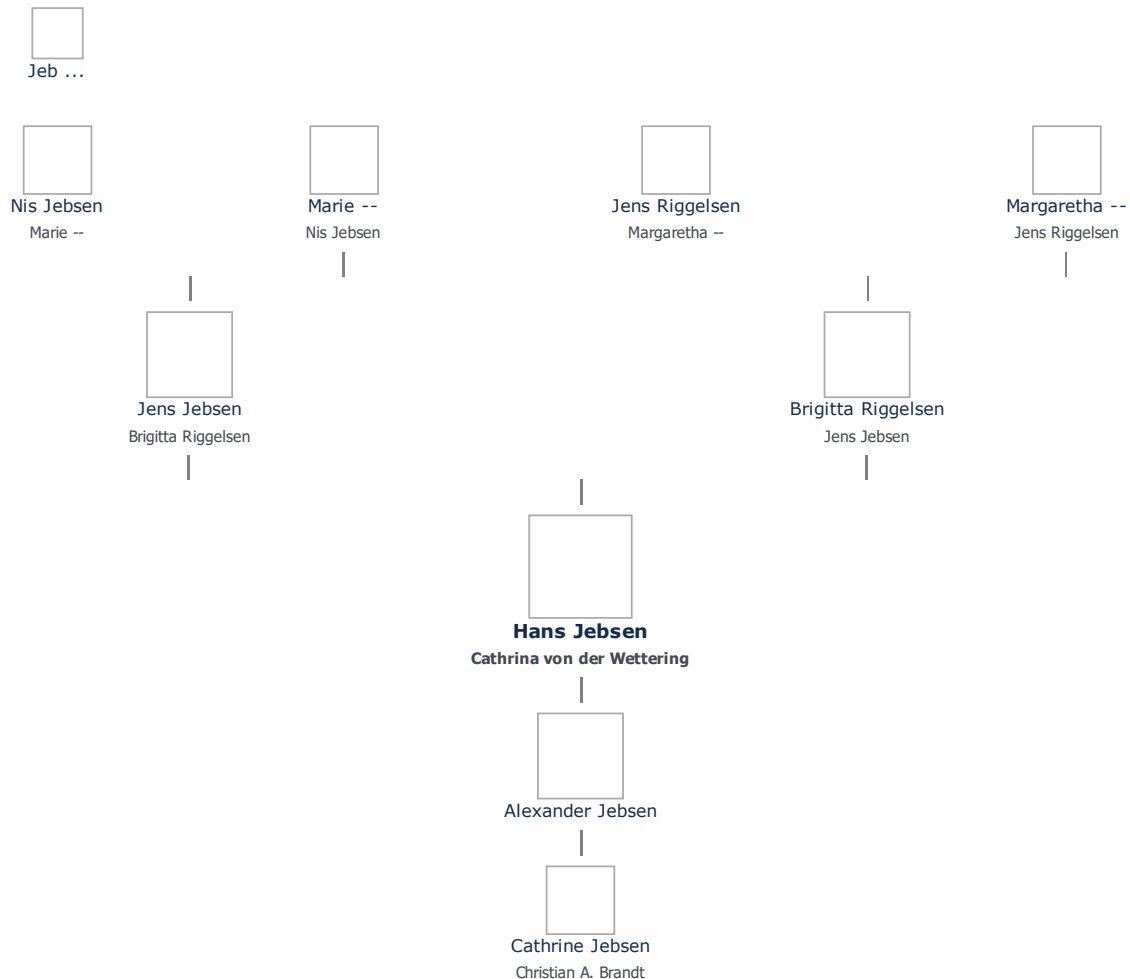 Jeb ...
Nis Jebsen
Marie --
Marie --
Nis Jebsen
Jens Riggelsen
Margaretha --
Margaretha --
Jens Riggelsen
Jens Jebsen
Brigitta Riggelsen
Brigitta Riggelsen
Jens Jebsen
Hans Jebsen
Cathrina von der Wettering
Alexander Jebsen
Cathrine Jebsen
Christian A. Brandt